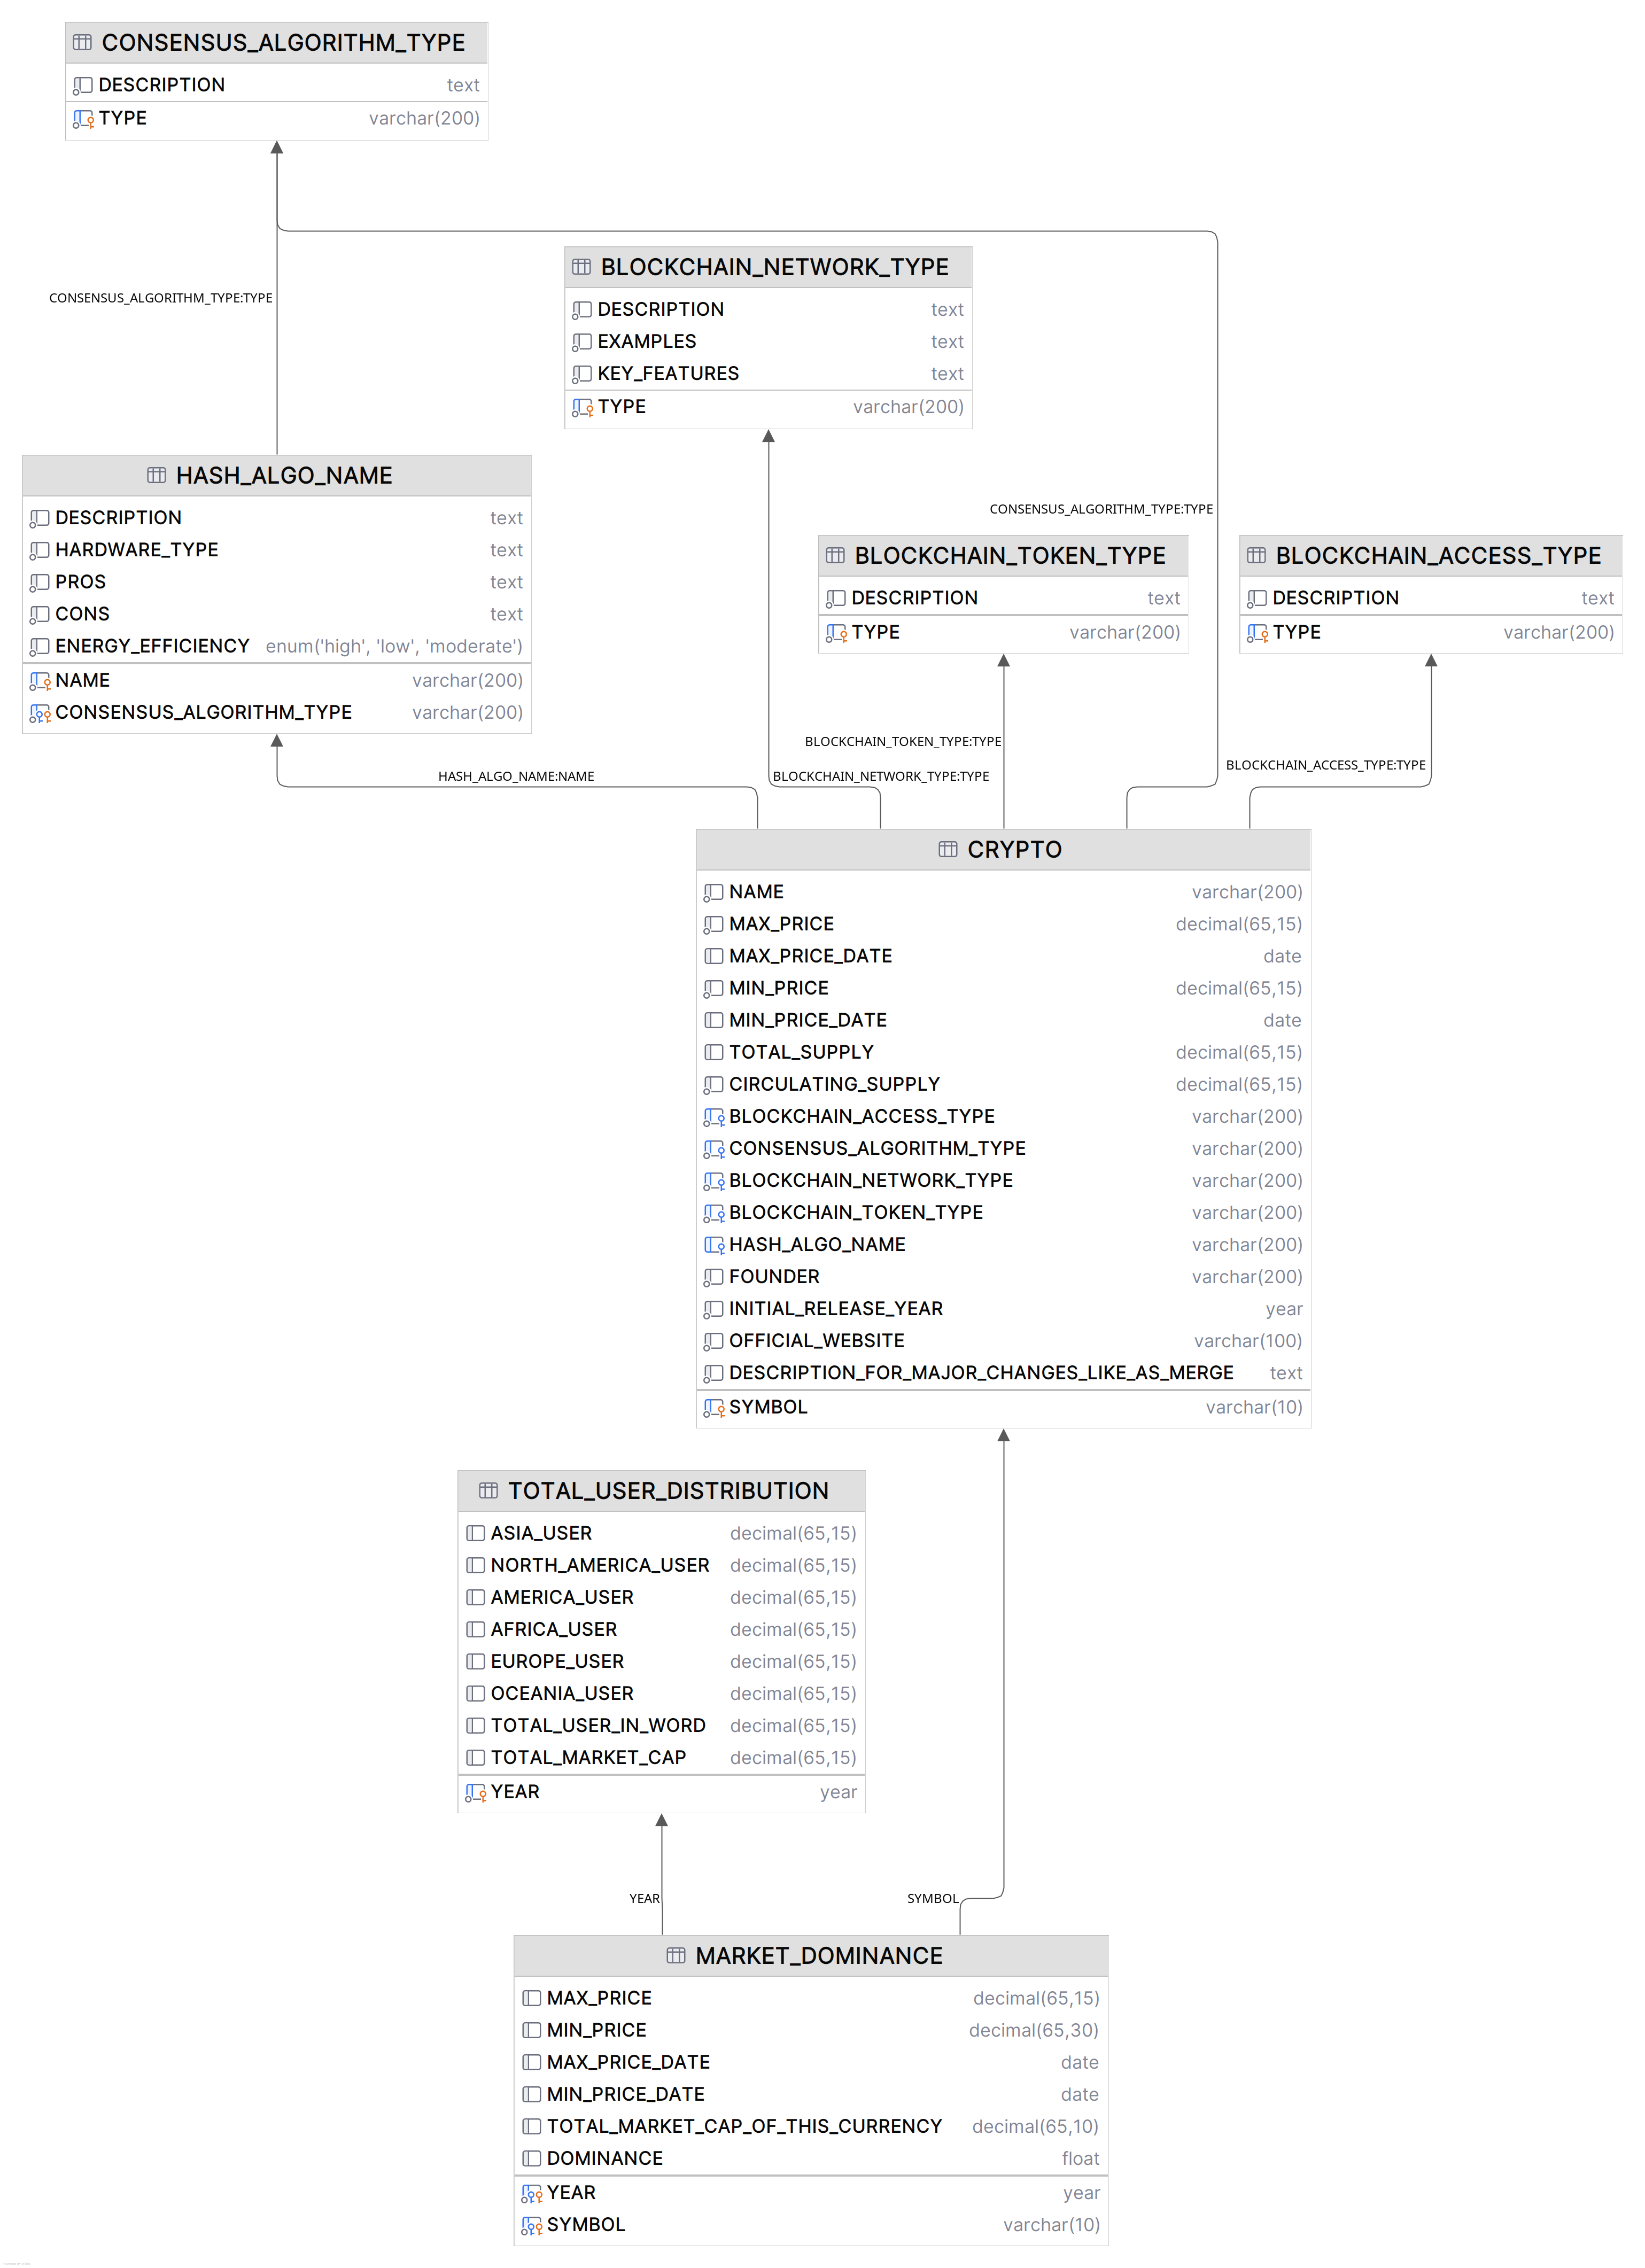 CONSENSUS_ALGORITHM_TYPE
DESCRIPTION text
TYPE varchar(200)
CONSENSUS_ALGORITHM_TYPE:TYPE
BLOCKCHAIN_NETWORK_TYPE
DESCRIPTION text
EXAMPLES text
KEY_FEATURES text
TYPE varchar(200)
HASH_ALGO_NAME
DESCRIPTION text
HARDWARE_TYPE text
PROS text
CONS text
ENERGY_EFFICIENCY enum('high', 'low', 'moderate')
NAME varchar(200)
CONSENSUS_ALGORITHM_TYPE varchar(200)
CONSENSUS_ALGORITHM_TYPE:TYPE
BLOCKCHAIN_TOKEN_TYPE
DESCRIPTION text
TYPE varchar(200)
BLOCKCHAIN_ACCESS_TYPE
DESCRIPTION text
TYPE varchar(200)
BLOCKCHAIN_TOKEN_TYPE:TYPE
BLOCKCHAIN_ACCESS_TYPE:TYPE
HASH_ALGO_NAME:NAME
BLOCKCHAIN_NETWORK_TYPE:TYPE
CRYPTO
NAME varchar(200)
MAX_PRICE decimal(65,15)
MAX_PRICE_DATE date
MIN_PRICE decimal(65,15)
MIN_PRICE_DATE date
TOTAL_SUPPLY decimal(65,15)
CIRCULATING_SUPPLY decimal(65,15)
BLOCKCHAIN_ACCESS_TYPE varchar(200)
CONSENSUS_ALGORITHM_TYPE varchar(200)
BLOCKCHAIN_NETWORK_TYPE varchar(200)
BLOCKCHAIN_TOKEN_TYPE varchar(200)
HASH_ALGO_NAME varchar(200)
FOUNDER varchar(200)
INITIAL_RELEASE_YEAR year
OFFICIAL_WEBSITE varchar(100)
DESCRIPTION_FOR_MAJOR_CHANGES_LIKE_AS_MERGE text
SYMBOL varchar(10)
TOTAL_USER_DISTRIBUTION
ASIA_USER decimal(65,15)
NORTH_AMERICA_USER decimal(65,15)
AMERICA_USER decimal(65,15)
AFRICA_USER decimal(65,15)
EUROPE_USER decimal(65,15)
OCEANIA_USER decimal(65,15)
TOTAL_USER_IN_WORD decimal(65,15)
TOTAL_MARKET_CAP decimal(65,15)
YEAR year
YEAR
SYMBOL
MARKET_DOMINANCE
MAX_PRICE decimal(65,15)
MIN_PRICE decimal(65,30)
MAX_PRICE_DATE date
MIN_PRICE_DATE date
TOTAL_MARKET_CAP_OF_THIS_CURRENCY decimal(65,10)
DOMINANCE float
YEAR year
SYMBOL varchar(10)